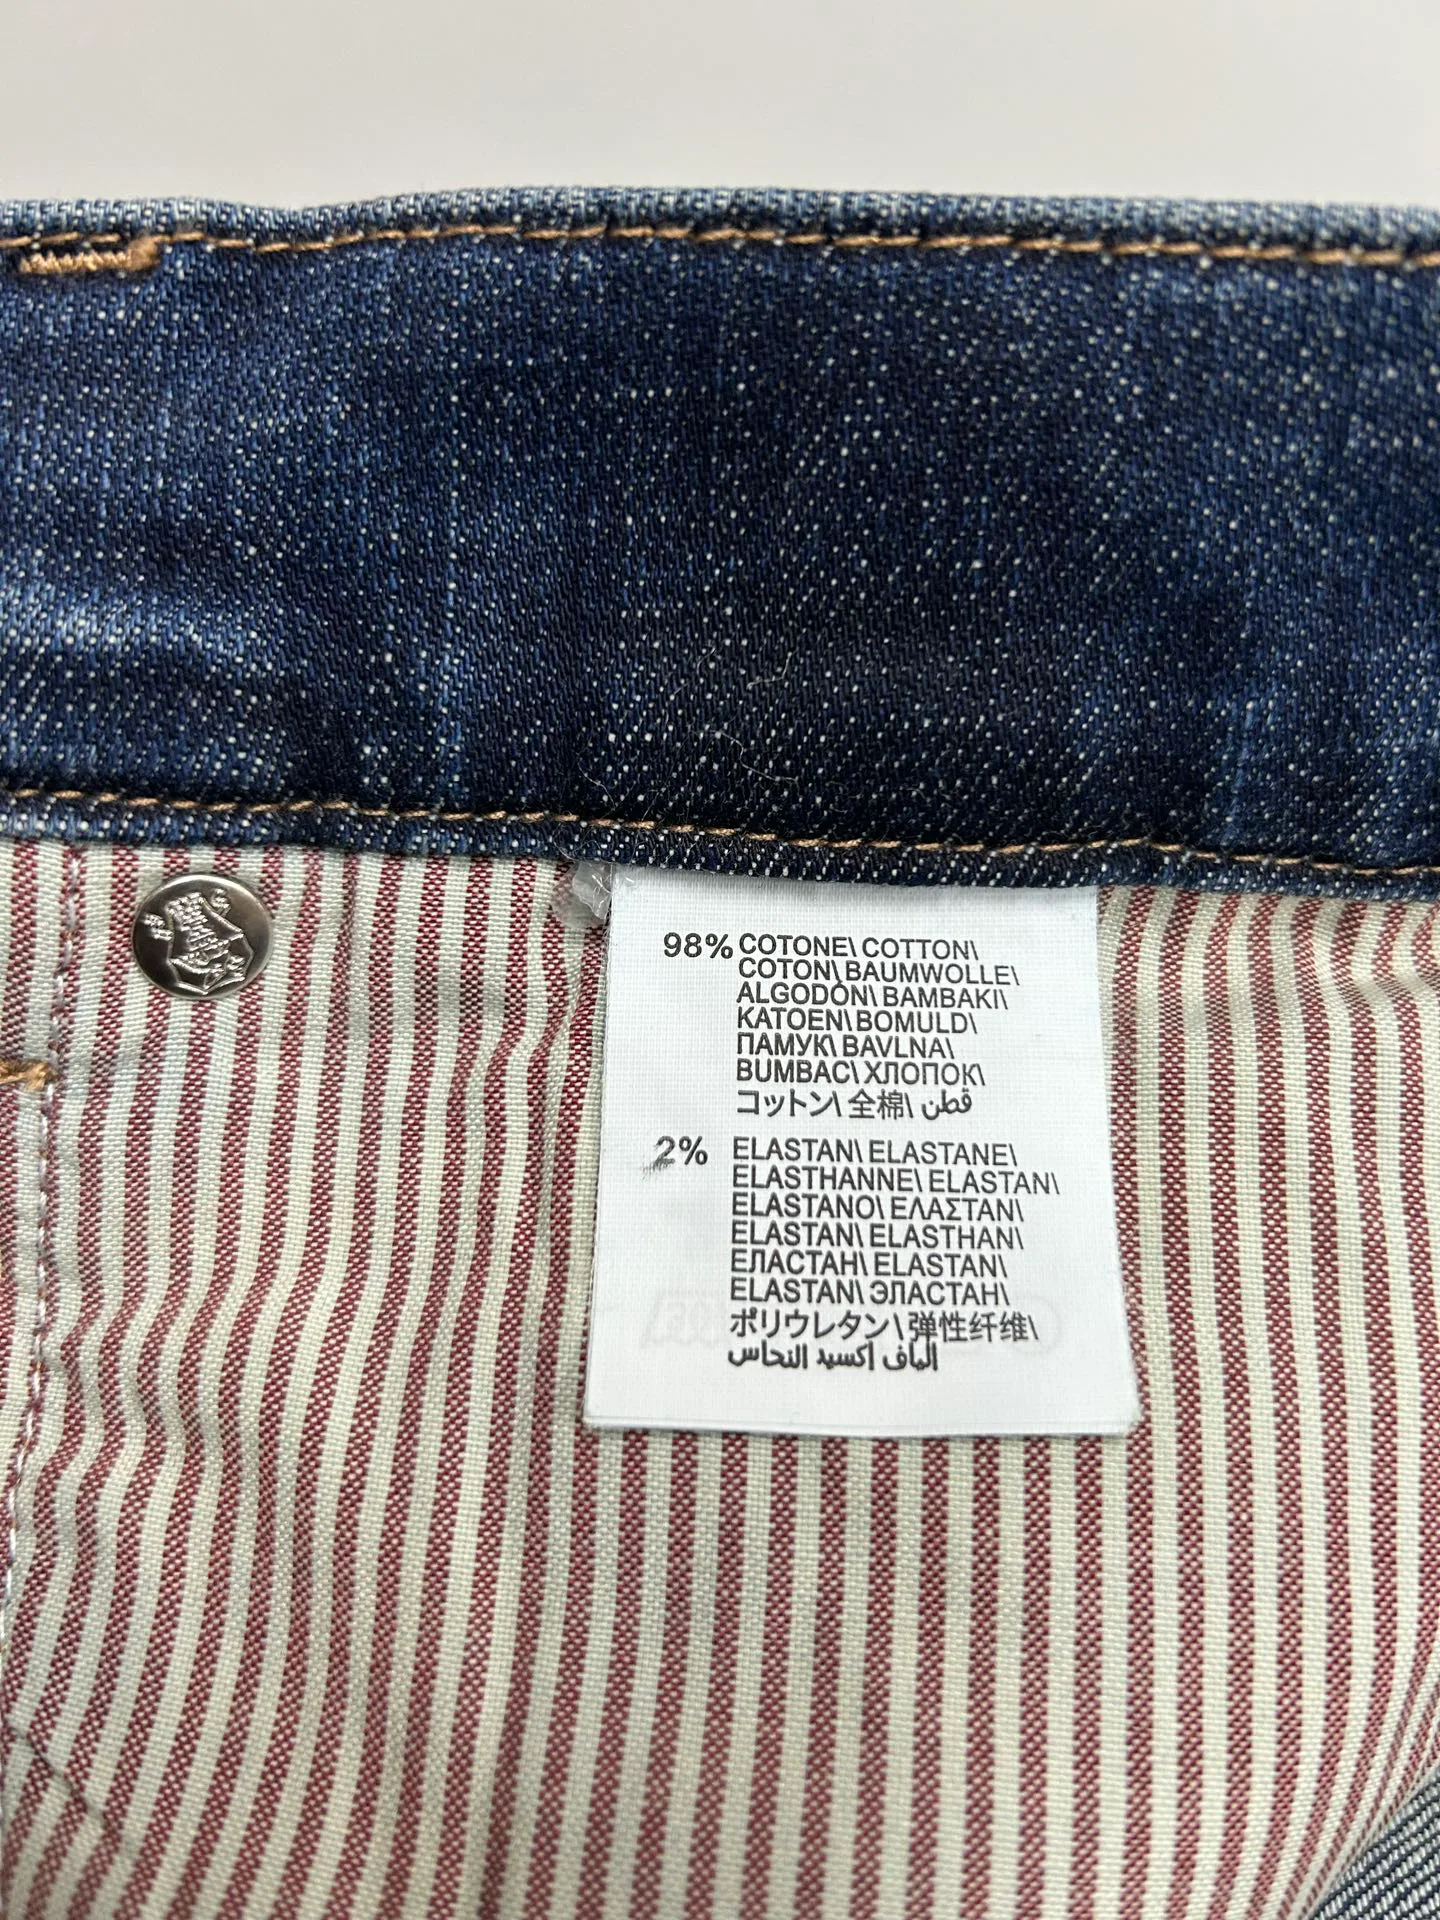 98% COTONE\ COTTON\
COTON\ BAUMWOLLE\
ALGODÓN\ BAMBAKI\
KATOEN\ BOMULD\
ПАМУК\ BAVLNA\
BUMBAC\ ХЛОПОК\
コットン\ 全棉\ قطن
2% ELASTAN\ ELASTANE\
ELASTHANNE\ ELASTAN\
ELASTANO\ ΕΛΑΣΤΑΝ\
ELASTAN\ ELASTHAN\
ЕЛАСТАН\ ELASTAN\
ELASTAN\ ЭЛАСТАН\
ポリウレタン\ 弹性纤维\
الياف اكسيد النحاس